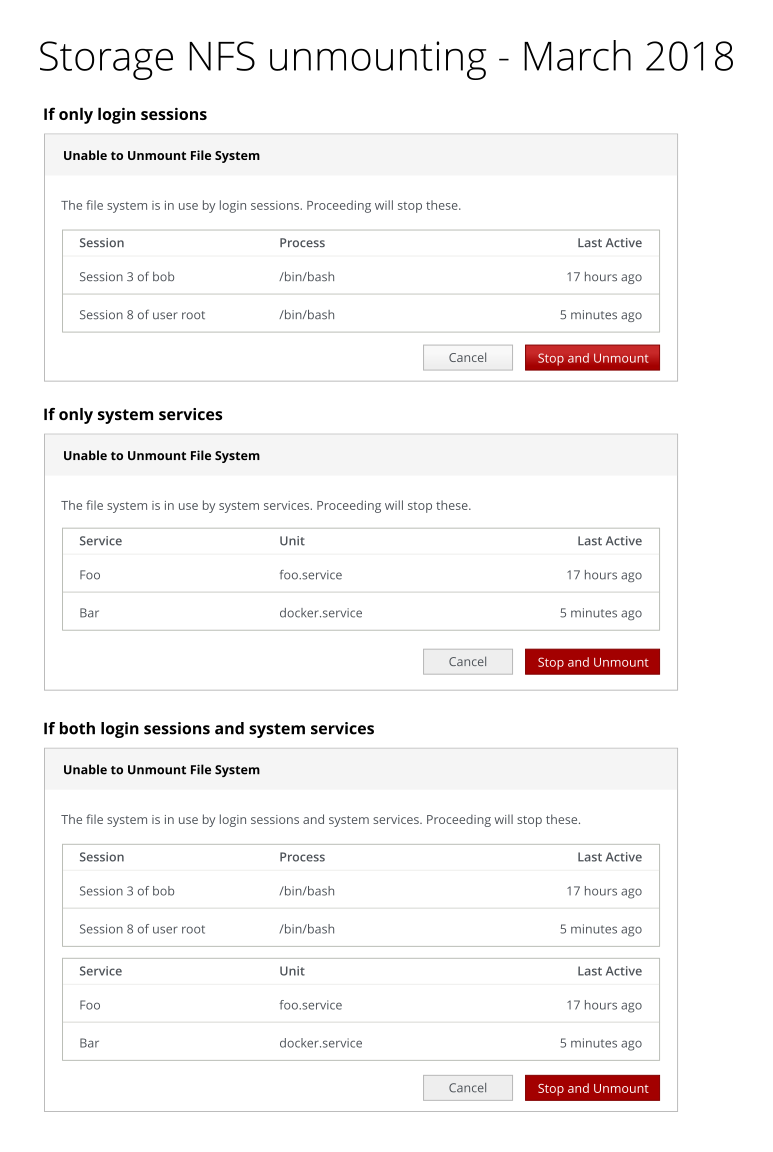 Storage NFS unmounting - March 2018
If only login sessions
Unable to Unmount File System
The file system is in use by login sessions. Proceeding will stop these.
Session Process Last Active
Session 3 of bob /bin/bash 17 hours ago
Session 8 of user root /bin/bash 5 minutes ago
Cancel Stop and Unmount
If only system services
Unable to Unmount File System
The file system is in use by system services. Proceeding will stop these.
Service Unit Last Active
Foo foo.service 17 hours ago
Bar docker.service 5 minutes ago
Cancel Stop and Unmount
If both login sessions and system services
Unable to Unmount File System
The file system is in use by login sessions and system services. Proceeding will stop these.
Session Process Last Active
Session 3 of bob /bin/bash 17 hours ago
Session 8 of user root /bin/bash 5 minutes ago
Service Unit Last Active
Foo foo.service 17 hours ago
Bar docker.service 5 minutes ago
Cancel Stop and Unmount